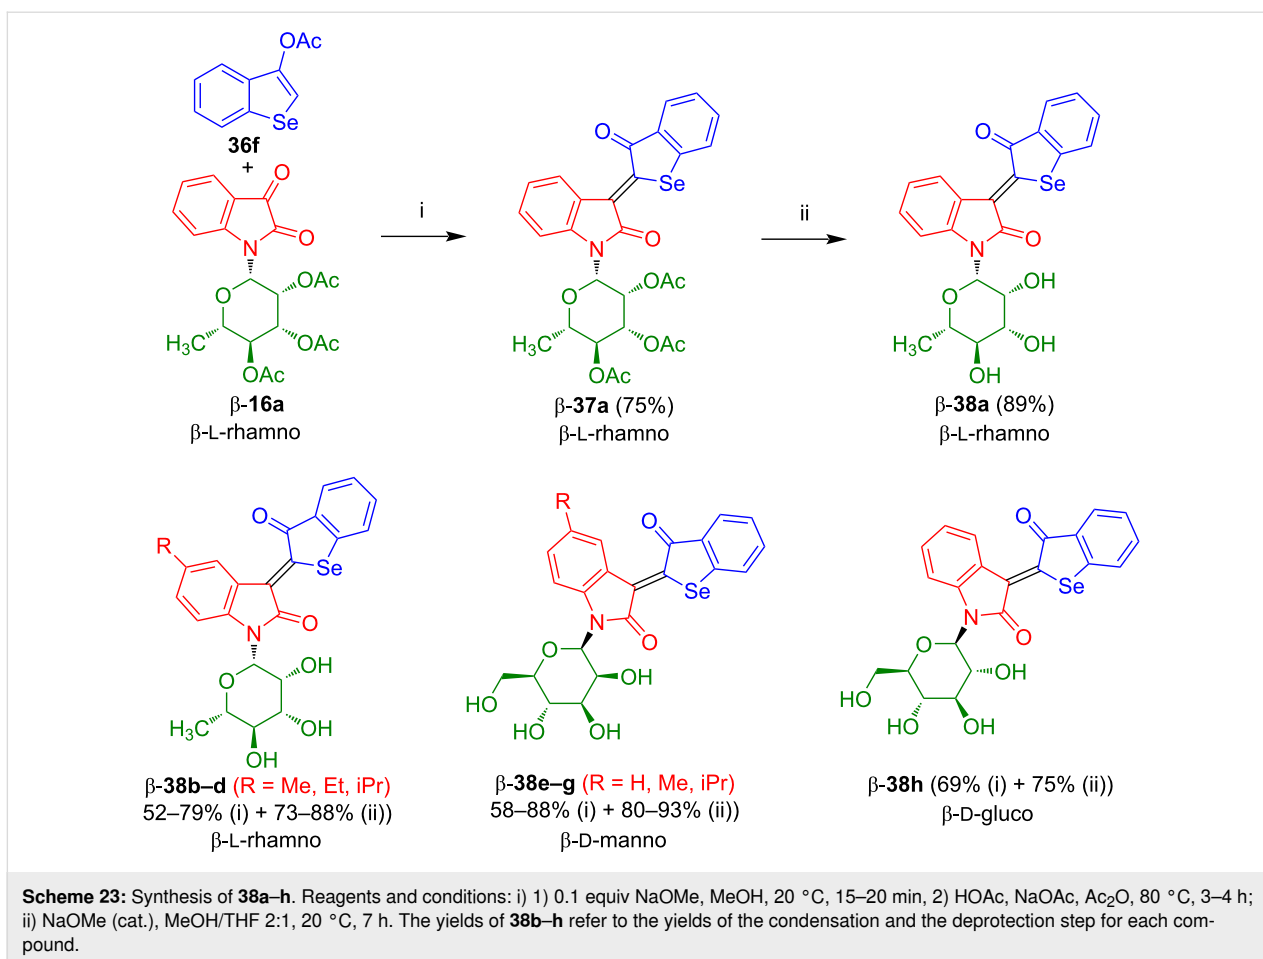 OAc
Se
36f
+
O
O
N
O
OAc
H3C
OAc
OAc
β-16a
β-L-rhamno
i
O
Se
O
N
O
OAc
H3C
OAc
OAc
β-37a (75%)
β-L-rhamno
ii
O
Se
O
N
O
OH
H3C
OH
OH
β-38a (89%)
β-L-rhamno
R
O
Se
O
N
O
OH
H3C
OH
OH
β-38b–d (R = Me, Et, iPr)
52–79% (i) + 73–88% (ii))
β-L-rhamno
R
O
Se
N
O
O
OH
HO
HO
OH
β-38e–g (R = H, Me, iPr)
58–88% (i) + 80–93% (ii))
β-D-manno
O
Se
N
O
O
OH
HO
HO
OH
β-38h (69% (i) + 75% (ii))
β-D-gluco
Scheme 23: Synthesis of 38a–h. Reagents and conditions: i) 1) 0.1 equiv NaOMe, MeOH, 20 °C, 15–20 min, 2) HOAc, NaOAc, Ac2O, 80 °C, 3–4 h;
ii) NaOMe (cat.), MeOH/THF 2:1, 20 °C, 7 h. The yields of 38b–h refer to the yields of the condensation and the deprotection step for each com-
pound.